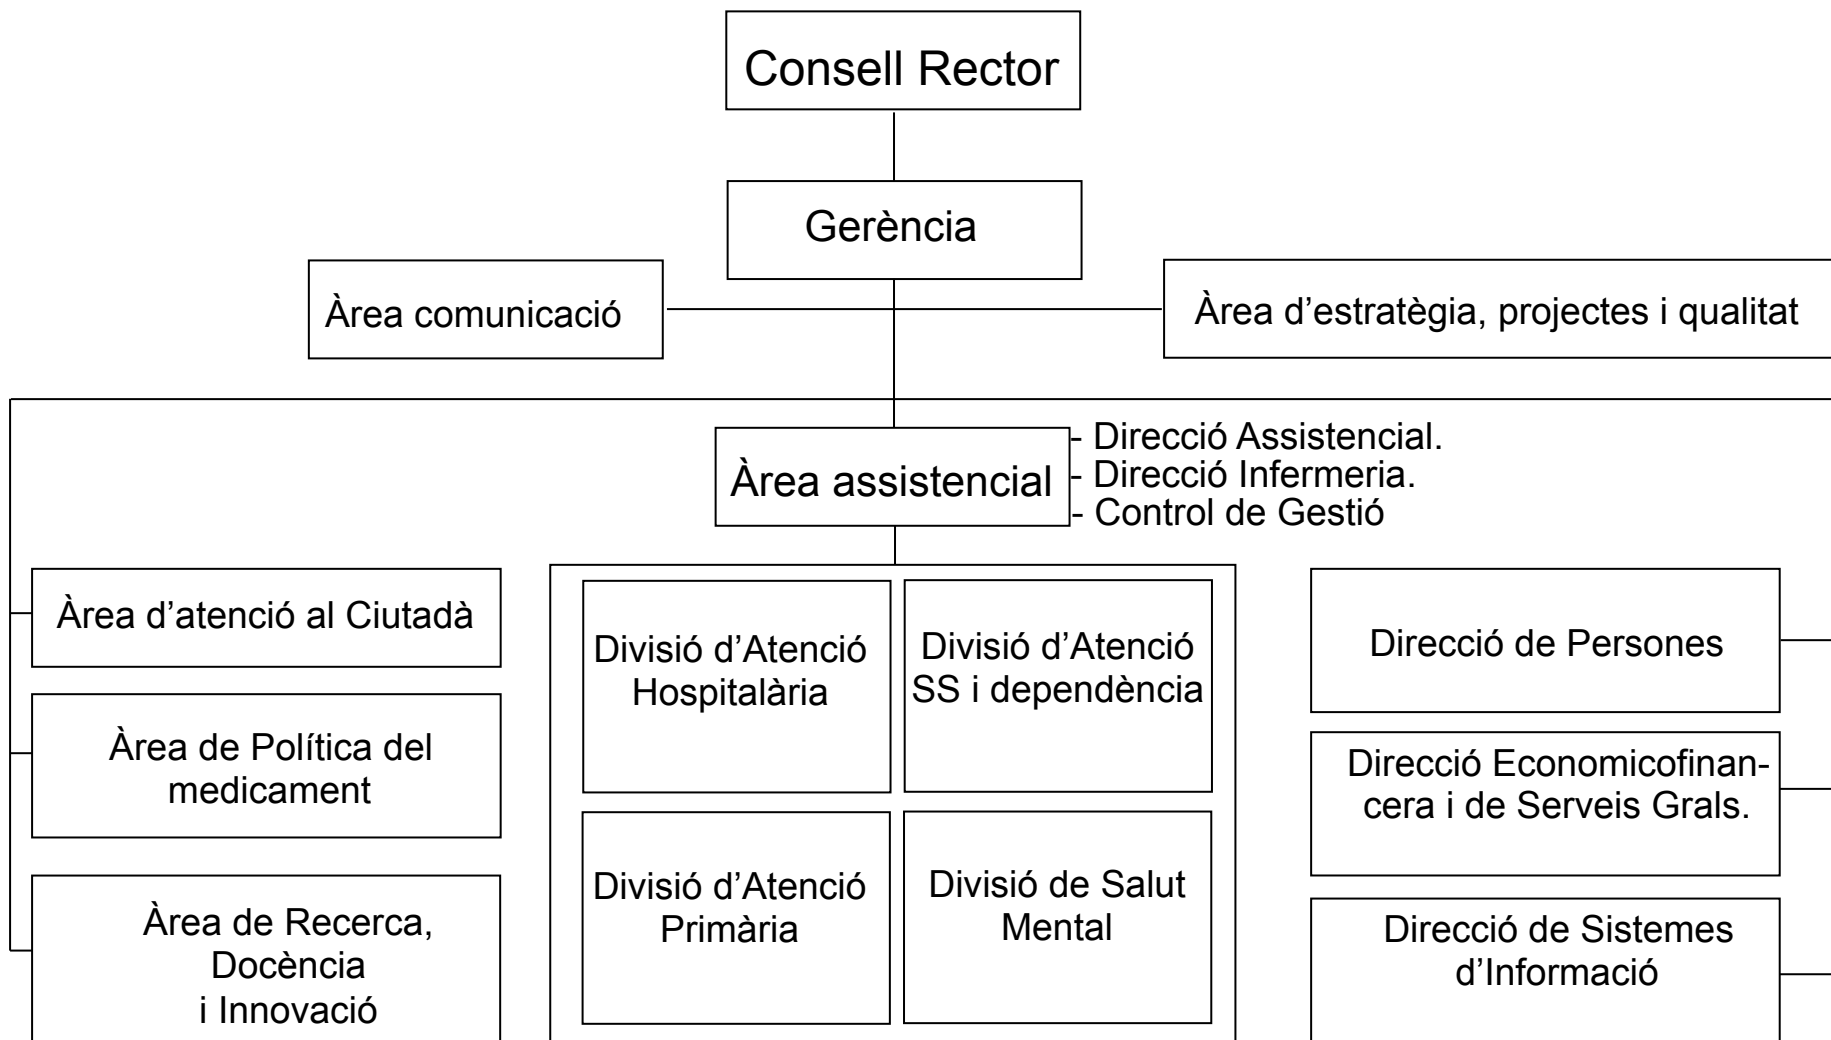 Consell Rector
Gerència
Àrea comunicació
Àrea d’estratègia, projectes i qualitat
Àrea assistencial
- Direcció Assistencial.
- Direcció Infermeria.
- Control de Gestió
Àrea d’atenció al Ciutadà
Àrea de Política del
medicament
Àrea de Recerca,
Docència
i Innovació
Divisió d’Atenció
Hospitalària
Divisió d’Atenció
SS i dependència
Divisió d’Atenció
Primària
Divisió de Salut
Mental
Direcció de Persones
Direcció Economicofinan-
cera i de Serveis Grals.
Direcció de Sistemes
d’Informació